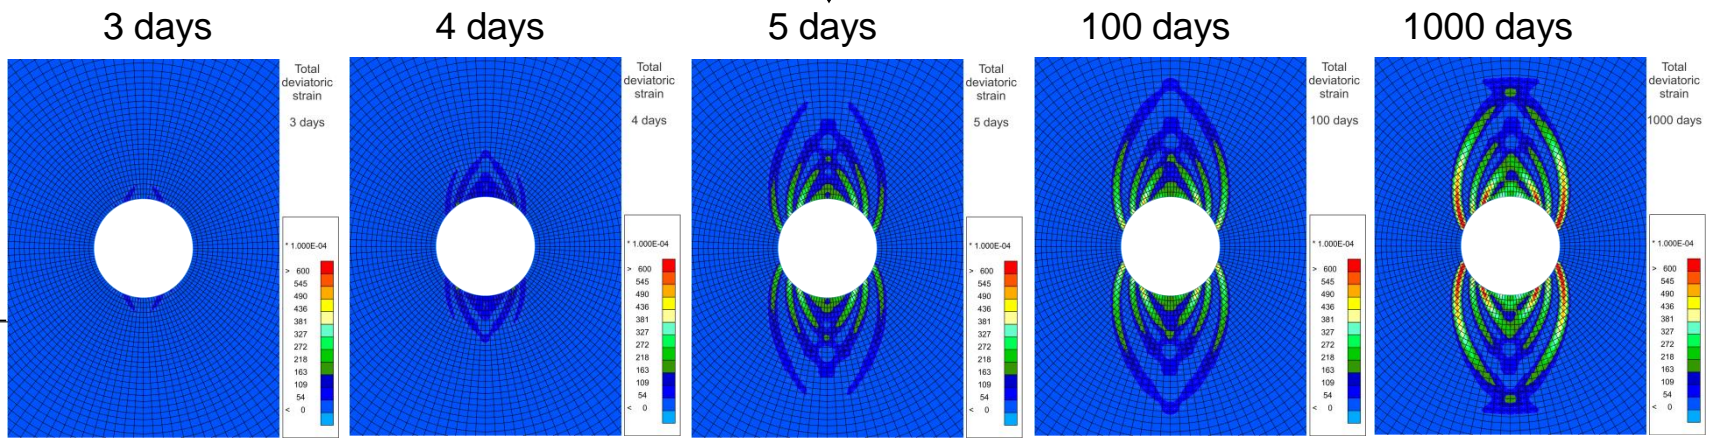 3 days
4 days
5 days
100 days
1000 days
Total
deviatoric
strain
3 days
* 1.000E-04
> 600
545
490
436
381
327
272
218
163
109
54
< 0
Total
deviatoric
strain
4 days
* 1.000E-04
> 600
545
490
436
381
327
272
218
163
109
54
< 0
Total
deviatoric
strain
5 days
* 1.000E-04
> 600
545
490
436
381
327
272
218
163
109
54
< 0
Total
deviatoric
strain
100 days
* 1.000E-04
> 600
545
490
436
381
327
272
218
163
109
54
< 0
Total
deviatoric
strain
1000 days
* 1.000E-04
> 600
545
490
436
381
327
272
218
163
109
54
< 0